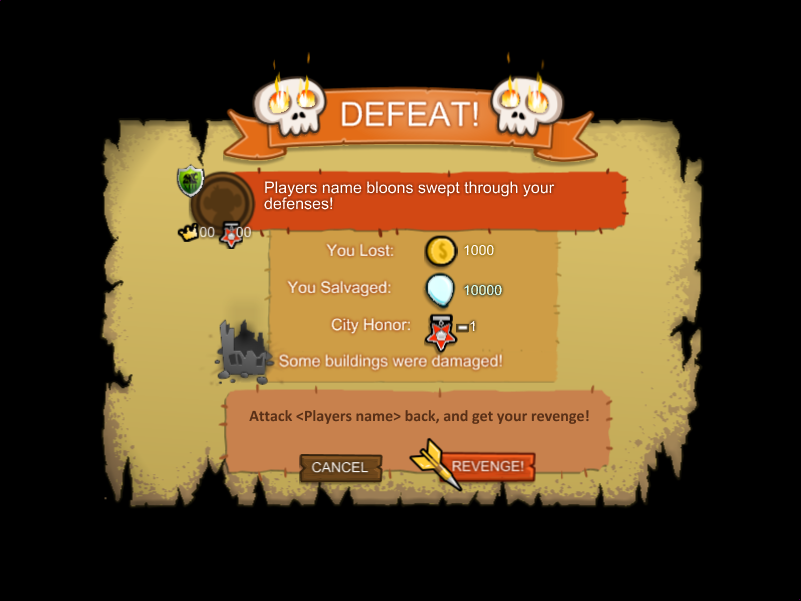 DEFEAT!
Players name bloons swept through your
defenses!
00 00
You Lost: 1000
You Salvaged: 10000
City Honor: -1
Some buildings were damaged!
Attack <Players name> back, and get your revenge!
CANCEL REVENGE!